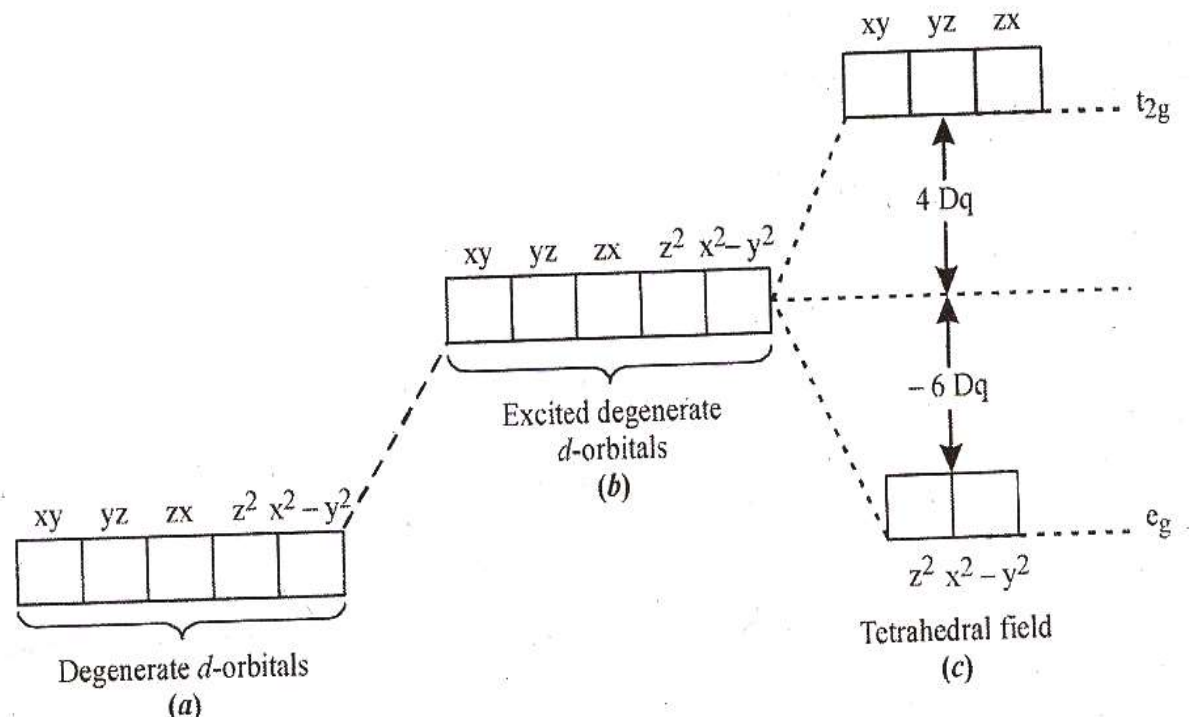 xy yz zx
t2g
4 Dq
xy yz zx z² x² – y²
– 6 Dq
Excited degenerate
d-orbitals
(b)
xy yz zx z² x² – y²
eg
z² x² – y²
Degenerate d-orbitals
(a)
Tetrahedral field
(c)